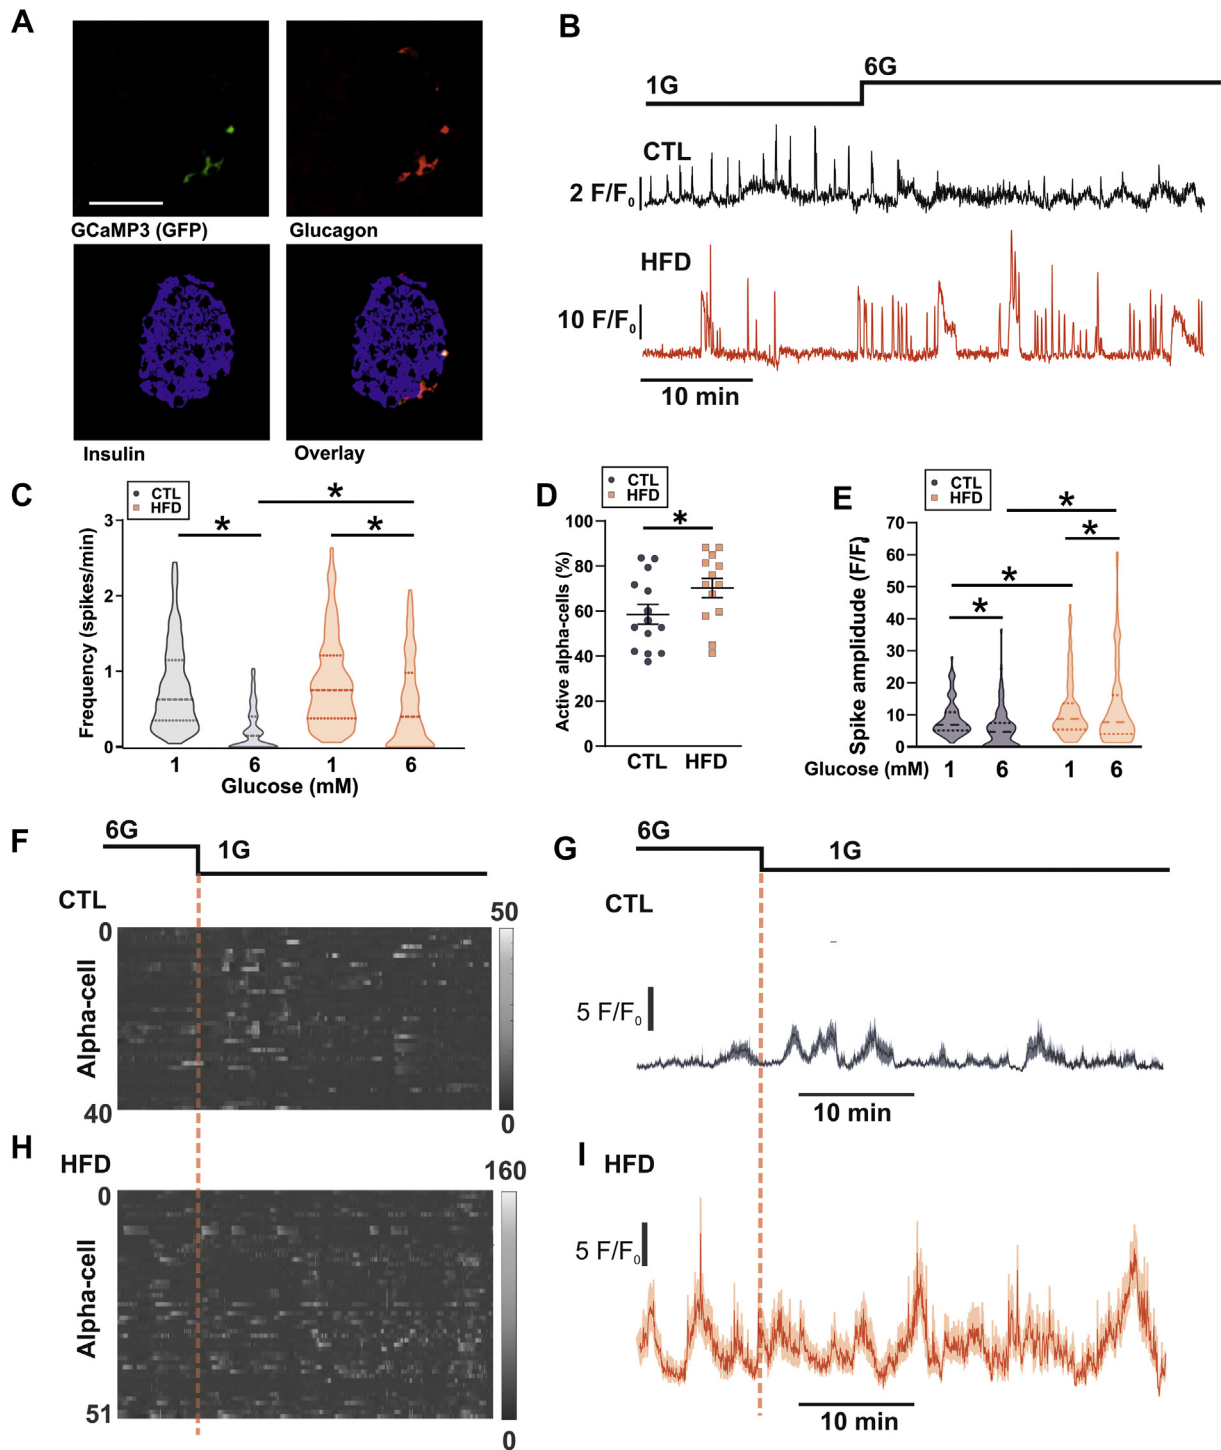 A
GCaMP3 (GFP)
Glucagon
Insulin
Overlay
B
1G
6G
CTL
2 F/F0
HFD
10 F/F0
10 min
C
CTL
HFD
*
*
*
Frequency (spikes/min)
3
2
1
0
1
6
1
6
Glucose (mM)
D
CTL
HFD
*
Active alpha-cells (%)
100
80
60
40
20
0
CTL
HFD
E
CTL
HFD
*
*
*
*
Spike amplidude (F/F0
70
60
50
40
30
20
10
0
Glucose (mM)
1
6
1
6
F
6G
1G
CTL
50
0
Alpha-cell
40
0
G
6G
1G
CTL
5 F/F0
10 min
H
HFD
160
0
Alpha-cell
51
0
I
HFD
5 F/F0
10 min